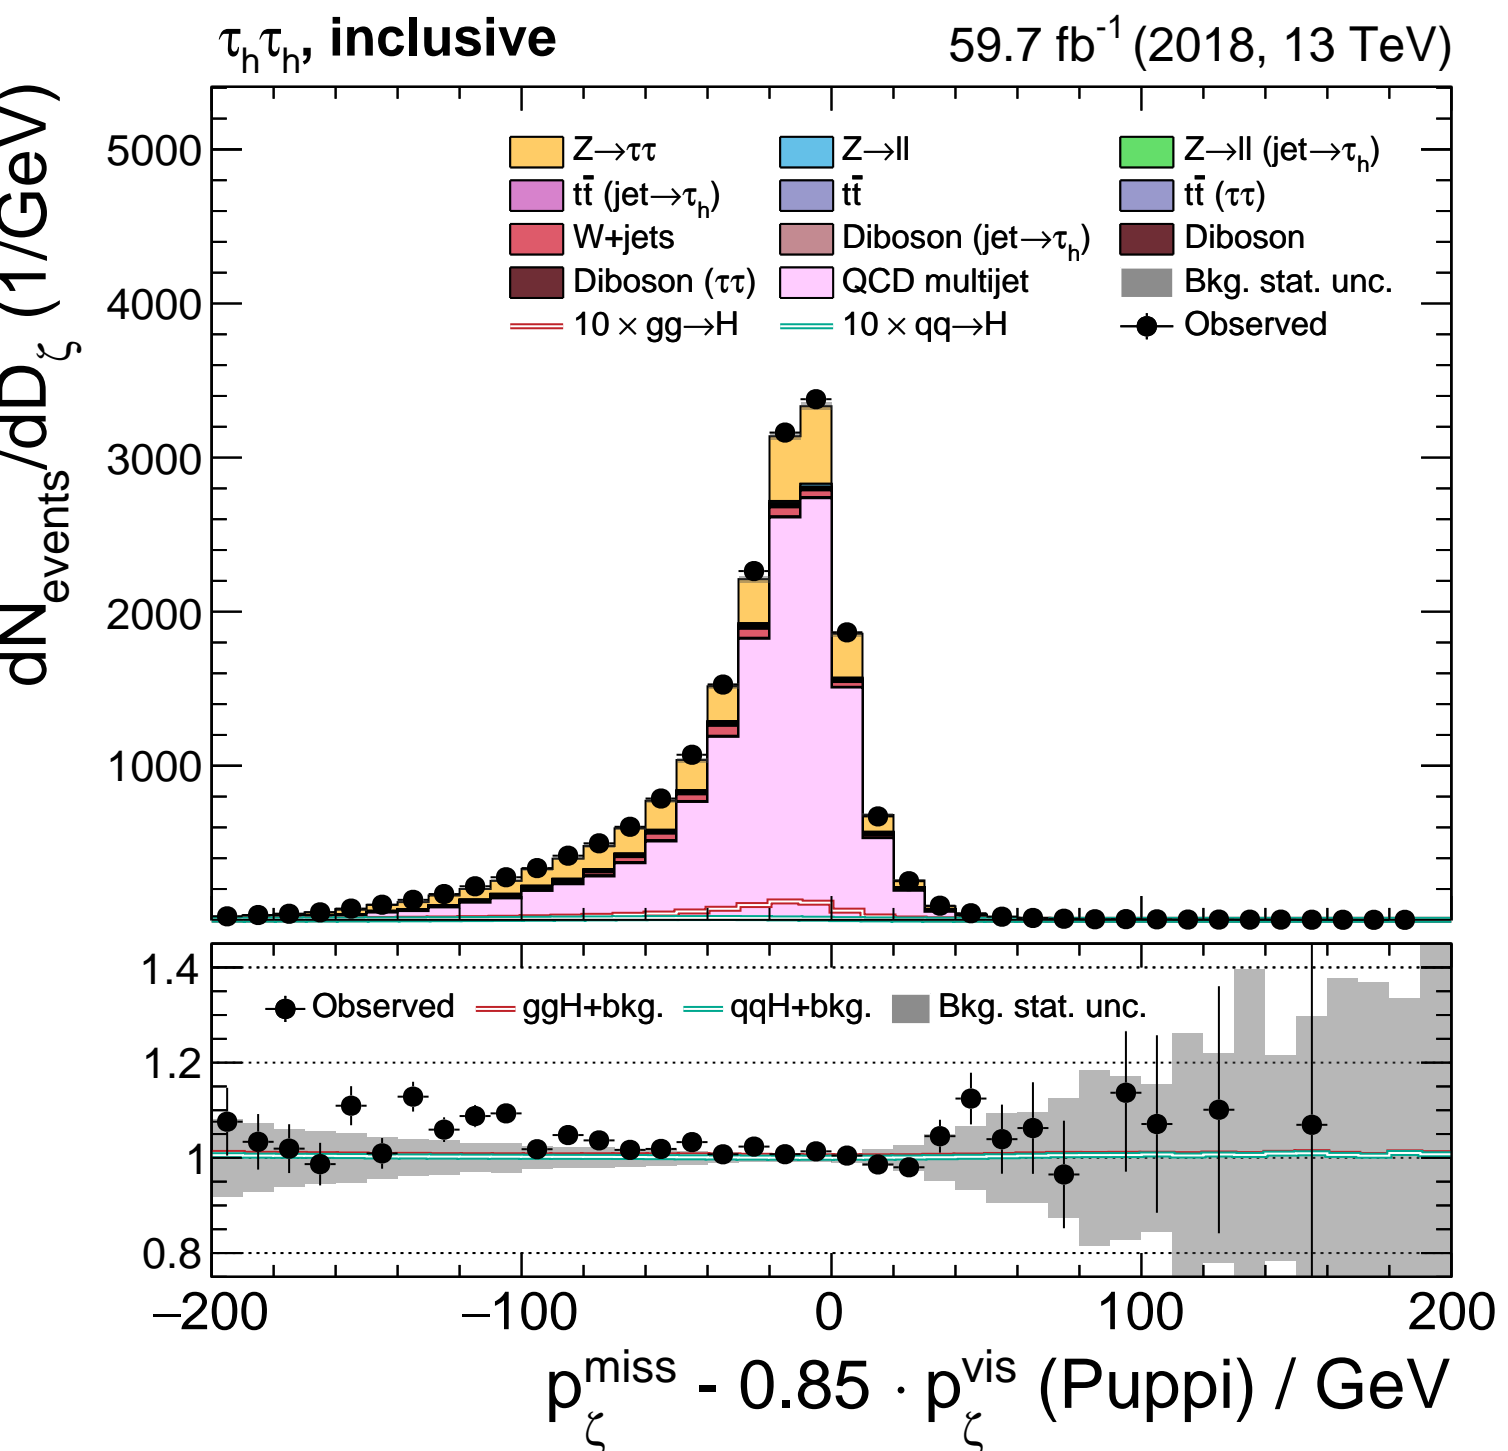 τhτh, inclusive 59.7 fb-1 (2018, 13 TeV)
dNevents/dDζ (1/GeV)
5000
4000
3000
2000
1000
Z→ττ Z→ll Z→ll (jet→τh)
tt̄ (jet→τh) tt̄ tt̄ (ττ)
W+jets Diboson (jet→τh) Diboson
Diboson (ττ) QCD multijet Bkg. stat. unc.
10 × gg→H 10 × qq→H Observed
1.4
1.2
1
0.8
Observed ggH+bkg. qqH+bkg. Bkg. stat. unc.
−200 −100 0 100 200
pζmiss - 0.85 · pζvis (Puppi) / GeV